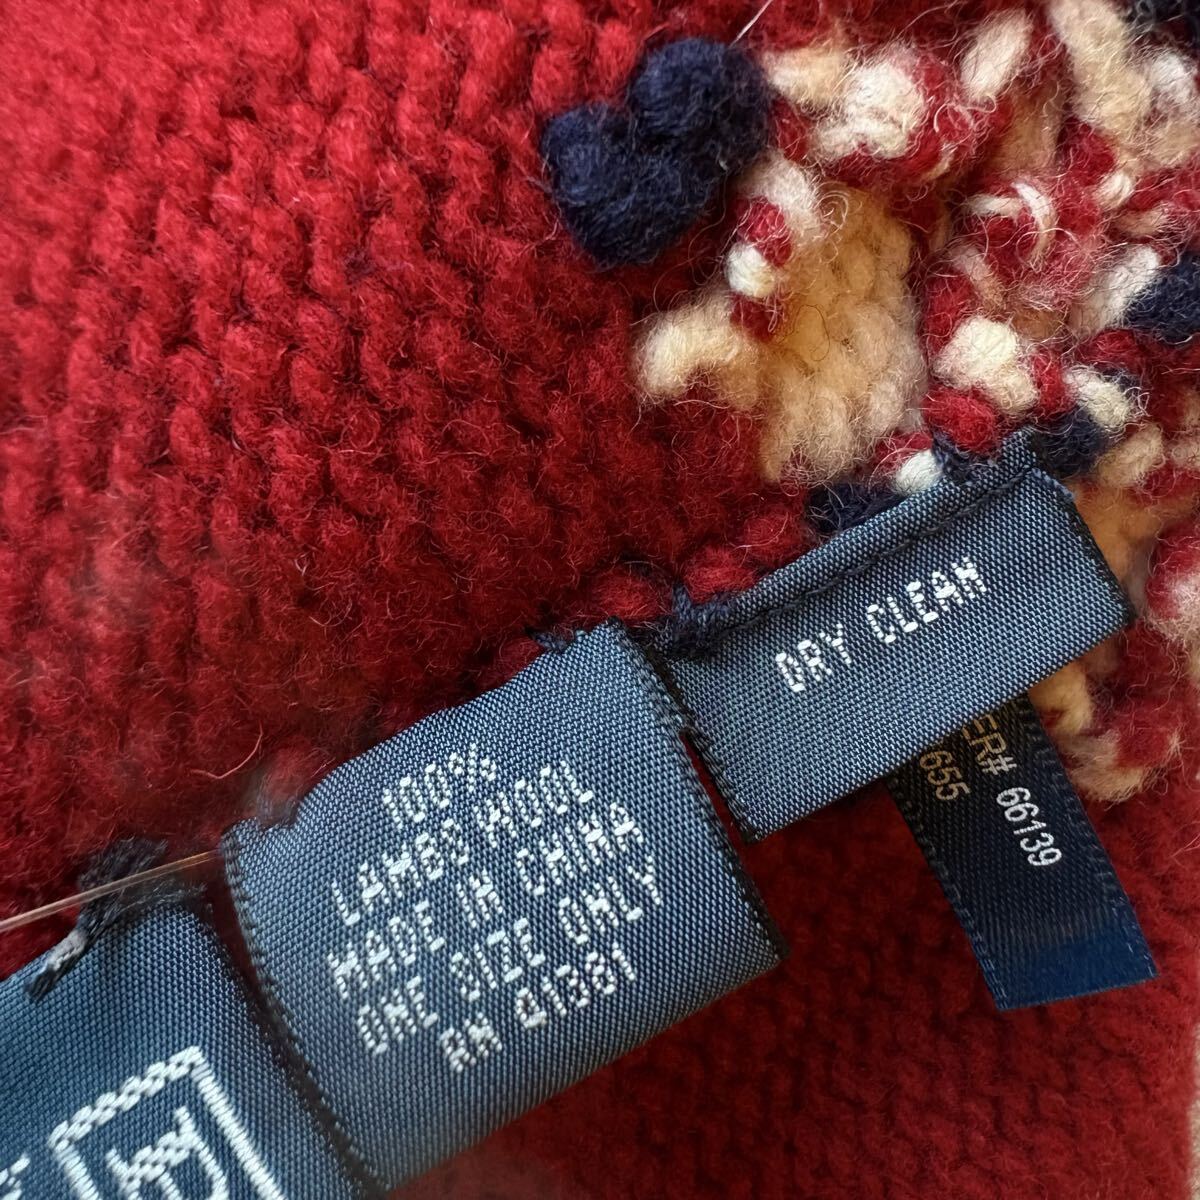 DRY CLEAN
100%
LAMBS WOOL
MADE IN CHINA
ONE SIZE ONLY
RN 41381
ER# 66139
655